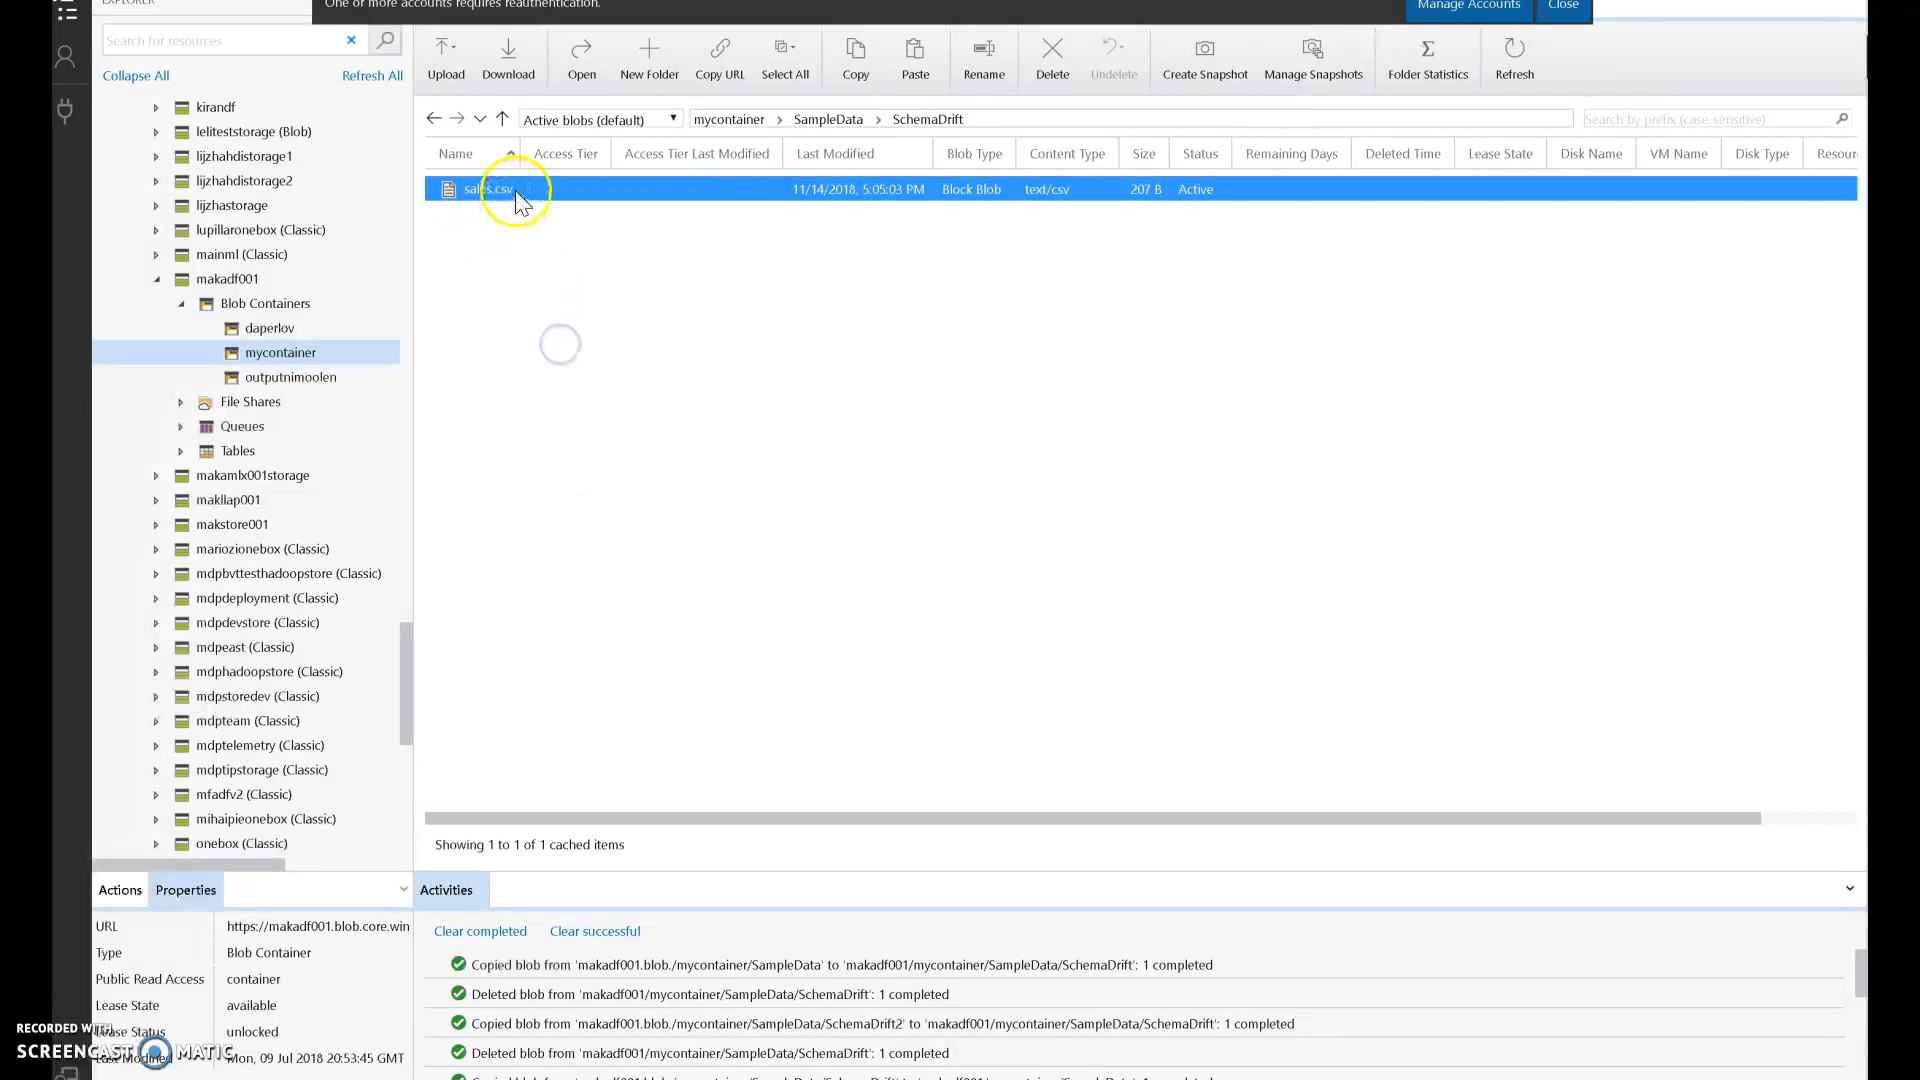 EXPLORER
One or more accounts requires reauthentication.
Manage Accounts
Close
Search for resources
Collapse All
Refresh All
Upload
Download
Open
New Folder
Copy URL
Select All
Copy
Paste
Rename
Delete
Undelete
Create Snapshot
Manage Snapshots
Folder Statistics
Refresh
Active blobs (default)
mycontainer
SampleData
SchemaDrift
Search by prefix (case-sensitive)
Name
Access Tier
Access Tier Last Modified
Last Modified
Blob Type
Content Type
Size
Status
Remaining Days
Deleted Time
Lease State
Disk Name
VM Name
Disk Type
Resour
sales.csv
11/14/2018, 5:05:03 PM
Block Blob
text/csv
207 B
Active
kirandf
leliteststorage (Blob)
lijzhahdistorage1
lijzhahdistorage2
lijzhastorage
lupillaronebox (Classic)
mainml (Classic)
makadf001
Blob Containers
daperlov
mycontainer
outputnimoolen
File Shares
Queues
Tables
makamlx001storage
makllap001
makstore001
mariozionebox (Classic)
mdpbvttesthadoopstore (Classic)
mdpdeployment (Classic)
mdpdevstore (Classic)
mdpeast (Classic)
mdphadoopstore (Classic)
mdpstoredev (Classic)
mdpteam (Classic)
mdptelemetry (Classic)
mdptipstorage (Classic)
mfadfv2 (Classic)
mihaipieonebox (Classic)
onebox (Classic)
Showing 1 to 1 of 1 cached items
Actions
Properties
URL
https://makadf001.blob.core.win
Type
Blob Container
Public Read Access
container
Lease State
available
Lease Status
unlocked
Last Modified
Mon, 09 Jul 2018 20:53:45 GMT
Activities
Clear completed
Clear successful
Copied blob from 'makadf001.blob./mycontainer/SampleData' to 'makadf001/mycontainer/SampleData/SchemaDrift': 1 completed
Deleted blob from 'makadf001/mycontainer/SampleData/SchemaDrift': 1 completed
Copied blob from 'makadf001.blob./mycontainer/SampleData/SchemaDrift2' to 'makadf001/mycontainer/SampleData/SchemaDrift': 1 completed
Deleted blob from 'makadf001/mycontainer/SampleData/SchemaDrift': 1 completed
RECORDED WITH
SCREENCAST MATIC